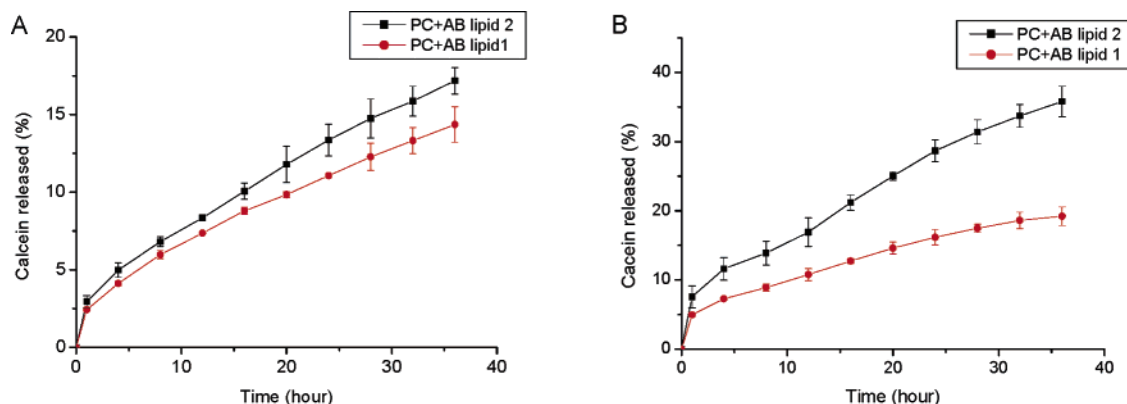 A
PC+AB lipid 2
PC+AB lipid1
Calcein released (%)
20
15
10
5
0
0 10 20 30 40
Time (hour)
B
PC+AB lipid 2
PC+AB lipid 1
Cacein released (%)
40
30
20
10
0
0 10 20 30 40
Time (hour)